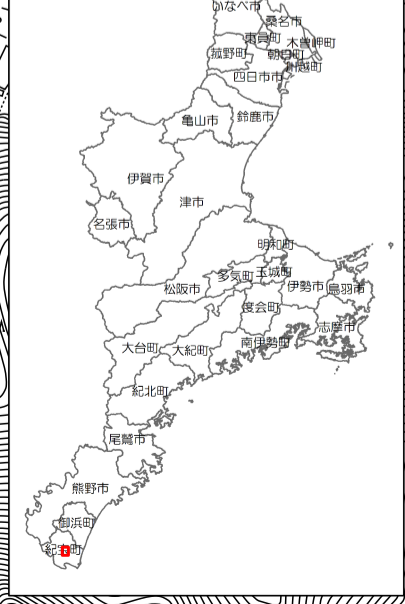 いなべ市
桑名市
東員町
木曽岬町
菰野町
朝日町
川越町
四日市市
亀山市
鈴鹿市
伊賀市
津市
名張市
明和町
多気町
玉城町
松阪市
伊勢市
鳥羽市
度会町
志摩市
大台町
大紀町
南伊勢町
紀北町
尾鷲市
熊野市
御浜町
紀宝町